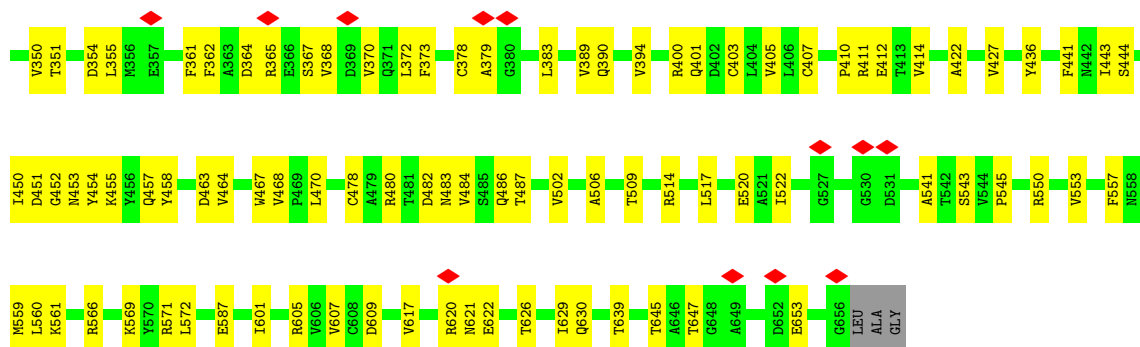 V350 T351 D354 L355 M356 E357 F361 F362 A363 D364 R365 E366 S367 V368 D369 V370 Q371 L372 F373 C378 A379 G380 L383 V389 Q390 V394 R400 Q401 D402 C403 L404 V405 L406 C407 P410 R411 E412 T413 V414 A422 V427 Y436 F441 N442 I443 S444
I450 D451 G452 N453 Y454 K455 Y456 Q457 Y458 D463 V464 W467 V468 P469 L470 C478 A479 R480 T481 D482 N483 V484 S485 Q486 T487 V502 A506 T509 R514 L517 E520 A521 I522 G527 G530 D531 A541 T542 S543 V544 P545 R550 V553 F557 N558
M559 L560 K561 R566 K569 Y570 R571 L572 E587 I601 R605 V606 V607 C608 D609 V617 R620 N621 E622 T626 I629 Q630 T639 T645 A646 T647 G648 A649 D652 E653 G656 LEU ALA GLY